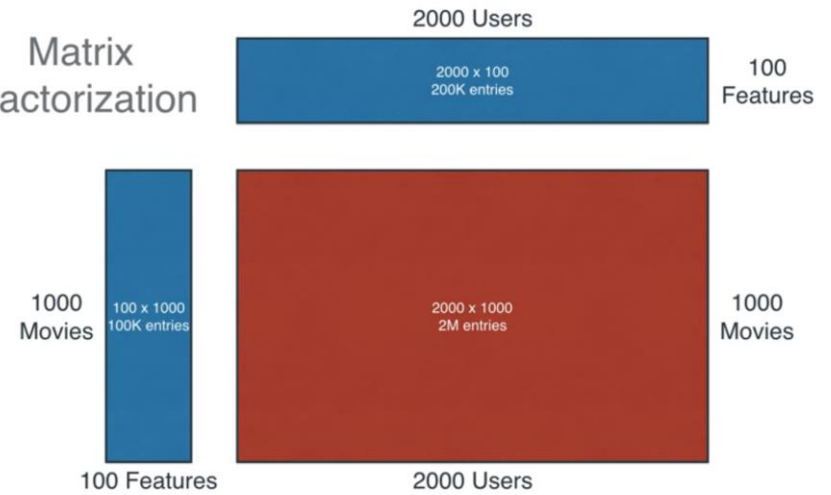 2000 Users
Matrix
actorization
2000 x 100
200K entries
100
Features
1000
Movies
100 x 1000
100K entries
2000 x 1000
2M entries
1000
Movies
100 Features
2000 Users